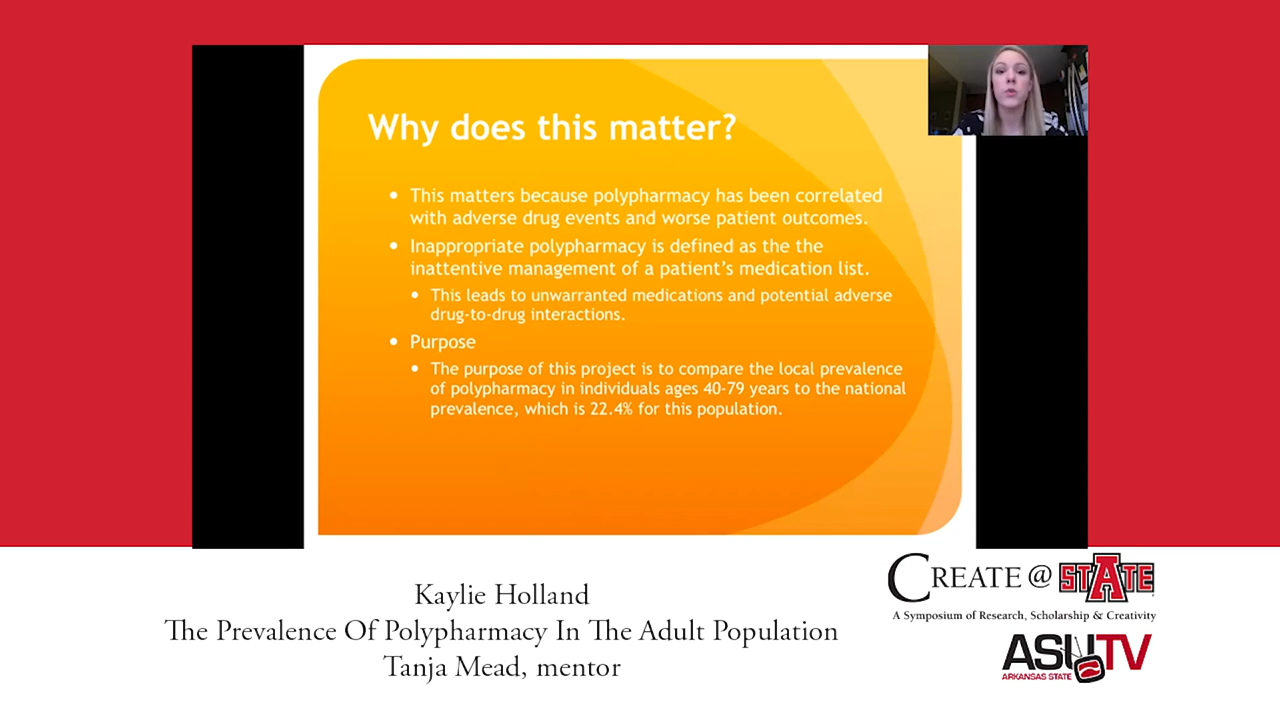 Why does this matter?
• This matters because polypharmacy has been correlated
with adverse drug events and worse patient outcomes.
• Inappropriate polypharmacy is defined as the the
inattentive management of a patient's medication list.
• This leads to unwarranted medications and potential adverse
drug-to-drug interactions.
• Purpose
• The purpose of this project is to compare the local prevalence
of polypharmacy in individuals ages 40-79 years to the national
prevalence, which is 22.4% for this population.
Kaylie Holland
The Prevalence Of Polypharmacy In The Adult Population
Tanja Mead, mentor
CREATE @ STATE
A Symposium of Research, Scholarship & Creativity
ASU TV
ARKANSAS STATE